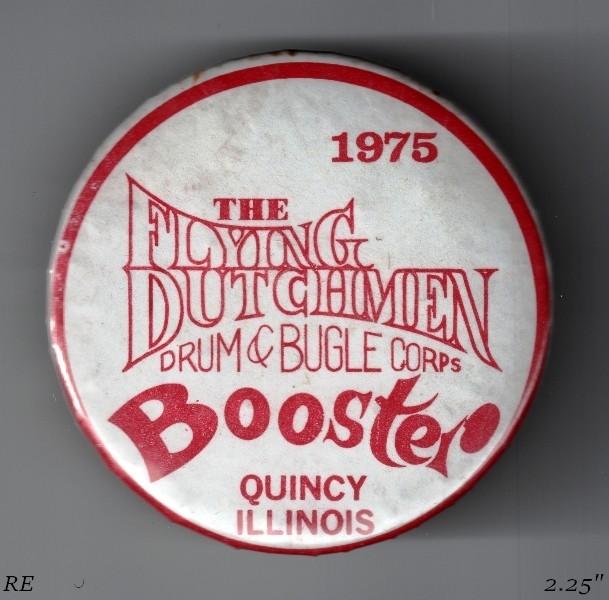 1975
THE
FLYING
DUTCHMEN
DRUM & BUGLE CORPS
Booster
QUINCY
ILLINOIS
RE 2.25"